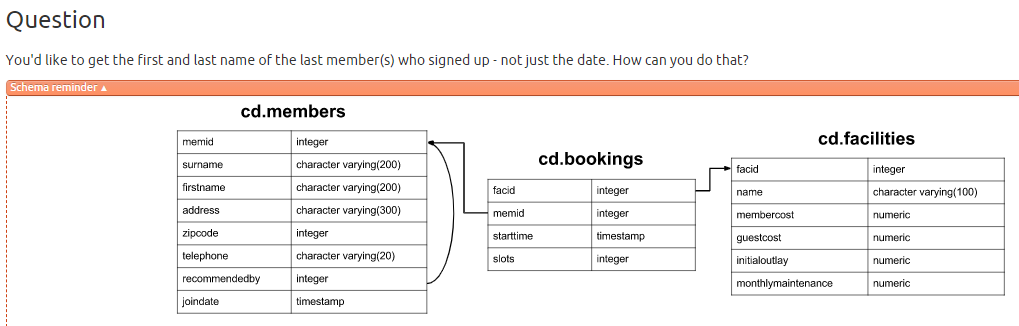 Question
You'd like to get the first and last name of the last member(s) who signed up - not just the date. How can you do that?
Schema reminder ▲
cd.members
memid integer
surname character varying(200)
firstname character varying(200)
address character varying(300)
zipcode integer
telephone character varying(20)
recommendedby integer
joindate timestamp
cd.bookings
facid integer
memid integer
starttime timestamp
slots integer
cd.facilities
facid integer
name character varying(100)
membercost numeric
guestcost numeric
initialoutlay numeric
monthlymaintenance numeric